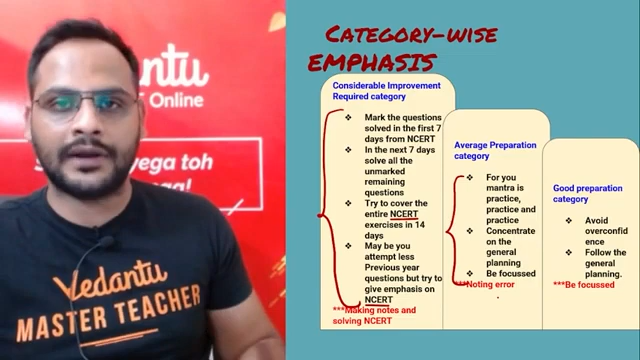 ntu
Online
yega toh
Vedantu
MASTER TEACHER
CATEGORY-WISE
EMPHASIS
Considerable Improvement
Required category
❖ Mark the questions
solved in the first 7
days from NCERT
❖ In the next 7 days
solve all the
unmarked
remaining
questions
❖ Try to cover the
entire NCERT
exercises in 14
days
❖ May be you
attempt less
Previous year
questions but try to
give emphasis on
NCERT
***Making notes and
solving NCERT
Average Preparation
category
❖ For you
mantra is
practice,
practice and
practice
❖ Concentrate
on the
general
planning
❖ Be focussed
***Noting error
.
Good preparation
category
❖ Avoid
overconfid
ence
❖ Follow the
general
planning.
***Be focussed